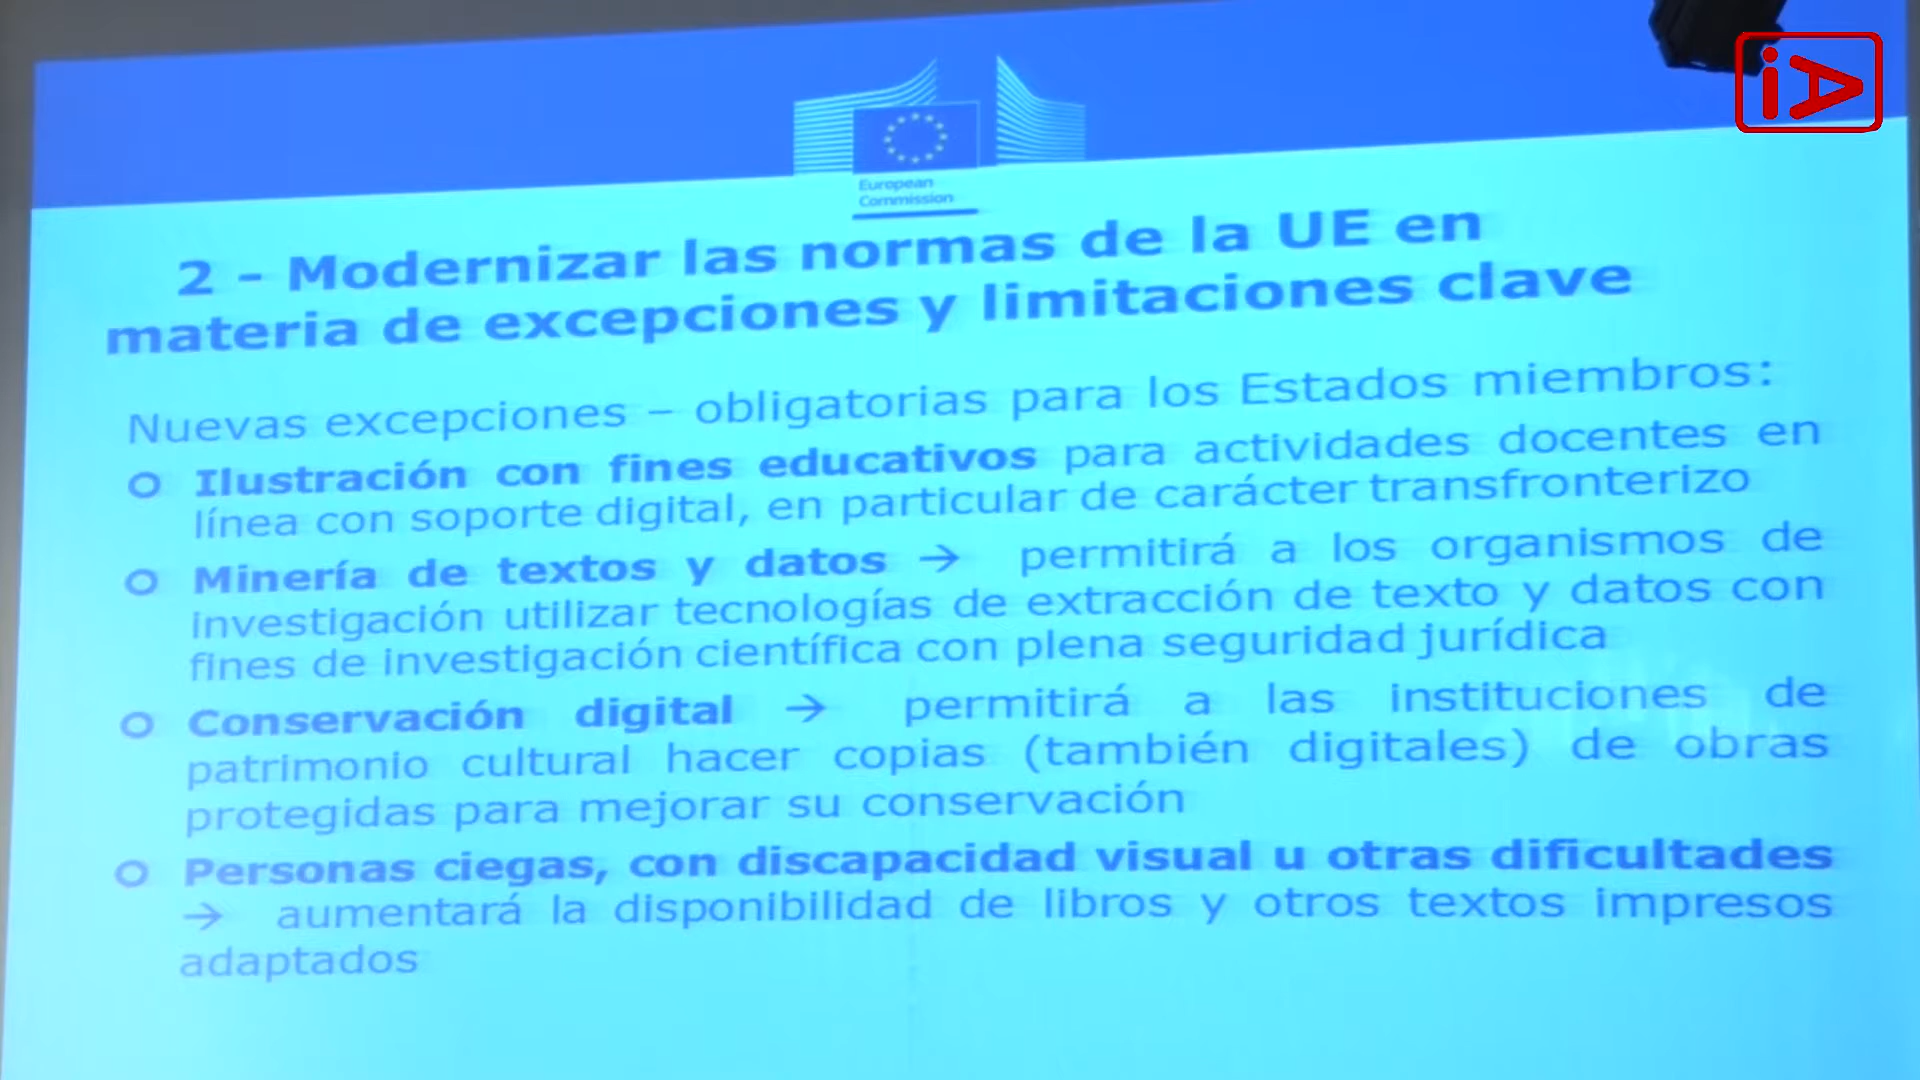 iA
European
Commission
2 - Modernizar las normas de la UE en
materia de excepciones y limitaciones clave
Nuevas excepciones – obligatorias para los Estados miembros:
Ilustración con fines educativos para actividades docentes en
línea con soporte digital, en particular de carácter transfronterizo
Minería de textos y datos → permitirá a los organismos de
investigación utilizar tecnologías de extracción de texto y datos con
fines de investigación científica con plena seguridad jurídica
Conservación digital → permitirá a las instituciones de
patrimonio cultural hacer copias (también digitales) de obras
protegidas para mejorar su conservación
Personas ciegas, con discapacidad visual u otras dificultades
→ aumentará la disponibilidad de libros y otros textos impresos
adaptados